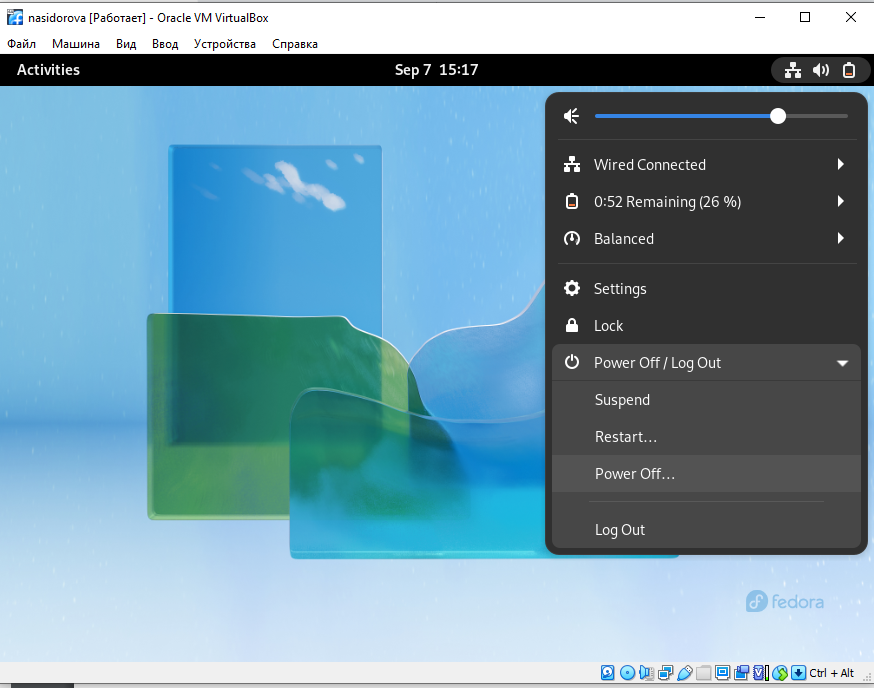 nasidorova [Работает] - Oracle VM VirtualBox
Файл Машина Вид Ввод Устройства Справка
Activities Sep 7 15:17
Wired Connected
0:52 Remaining (26 %)
Balanced
Settings
Lock
Power Off / Log Out
Suspend
Restart...
Power Off...
Log Out
fedora
Ctrl + Alt